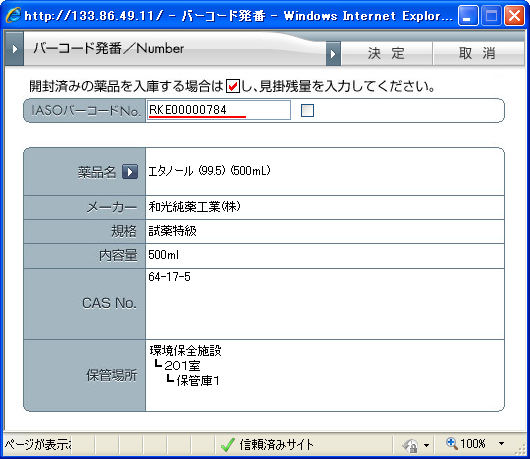 http://133.86.49.11/ - バーコード発番 - Windows Internet Explor...
バーコード発番／Number
決 定
取 消
開封済みの薬品を入庫する場合は✔し、見掛残量を入力してください。
IASOバーコードNo. RKE00000784
薬品名 エタノール (99.5) (500mL)
メーカー 和光純薬工業(株)
規格 試薬特級
内容量 500ml
CAS No. 64-17-5
保管場所 環境保全施設
┗201室
┗保管庫1
ページが表示
信頼済みサイト
100%